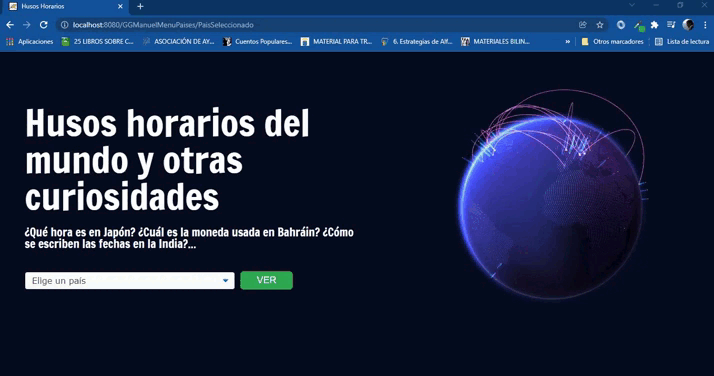 Husos Horarios
localhost:8080/GGManuelMenuPaises/PaisSeleccionado
Aplicaciones
25 LIBROS SOBRE C...
ASOCIACIÓN DE AY...
Cuentos Populares...
MATERIAL PARA TR...
6. Estrategias de Alf...
MATERIALES BILIN...
»
Otros marcadores
Lista de lectura
Husos horarios del
mundo y otras
curiosidades
¿Qué hora es en Japón? ¿Cuál es la moneda usada en Bahráin? ¿Cómo
se escriben las fechas en la India?...
Elige un país
VER